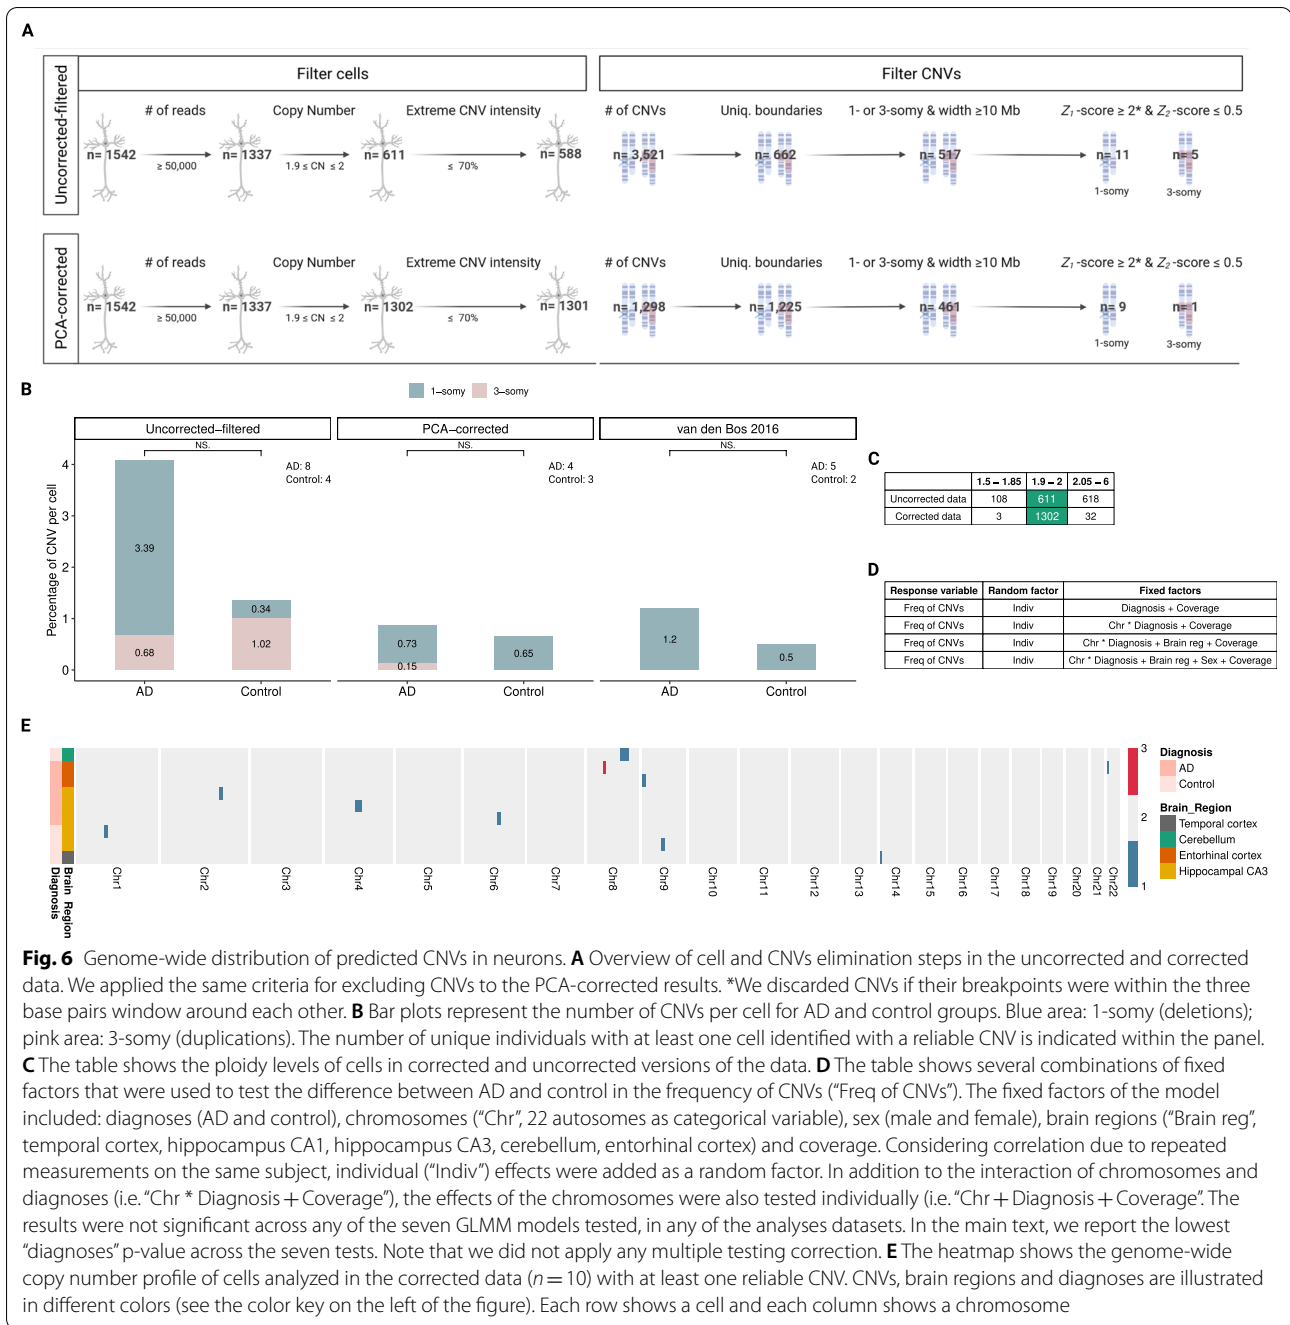 A
Uncorrected-filtered
Filter cells
Filter CNVs
# of reads
Copy Number
Extreme CNV intensity
# of CNVs
Uniq. boundaries
1- or 3-somy & width ≥10 Mb
Z1-score ≥ 2* & Z2-score ≤ 0.5
n= 1542
≥ 50,000
n= 1337
1.9 ≤ CN ≤ 2
n= 611
≤ 70%
n= 588
n= 3,521
n= 662
n= 517
n= 11
n= 5
1-somy
3-somy
PCA-corrected
# of reads
Copy Number
Extreme CNV intensity
# of CNVs
Uniq. boundaries
1- or 3-somy & width ≥10 Mb
Z1-score ≥ 2* & Z2-score ≤ 0.5
n= 1542
≥ 50,000
n= 1337
1.9 ≤ CN ≤ 2
n= 1302
≤ 70%
n= 1301
n= 1,298
n= 1,225
n= 461
n= 9
n= 1
1-somy
3-somy
B
1−somy
3−somy
Percentage of CNV per cell
0
1
2
3
4
Uncorrected−filtered
NS.
AD: 8
Control: 4
3.39
0.68
0.34
1.02
AD
Control
PCA−corrected
NS.
AD: 4
Control: 3
0.73
0.15
0.65
AD
Control
van den Bos 2016
NS.
AD: 5
Control: 2
1.2
0.5
AD
Control
C
1.5 – 1.85 1.9 – 2 2.05 – 6
Uncorrected data 108 611 618
Corrected data 3 1302 32
D
Response variable Random factor Fixed factors
Freq of CNVs Indiv Diagnosis + Coverage
Freq of CNVs Indiv Chr * Diagnosis + Coverage
Freq of CNVs Indiv Chr * Diagnosis + Brain reg + Coverage
Freq of CNVs Indiv Chr * Diagnosis + Brain reg + Sex + Coverage
E
Diagnosis
Brain_Region
Chr1
Chr2
Chr3
Chr4
Chr5
Chr6
Chr7
Chr8
Chr9
Chr10
Chr11
Chr12
Chr13
Chr14
Chr15
Chr16
Chr17
Chr18
Chr19
Chr20
Chr21
Chr22
3
2
1
Diagnosis
AD
Control
Brain_Region
Temporal cortex
Cerebellum
Entorhinal cortex
Hippocampal CA3
Fig. 6 Genome-wide distribution of predicted CNVs in neurons. A Overview of cell and CNVs elimination steps in the uncorrected and corrected
data. We applied the same criteria for excluding CNVs to the PCA-corrected results. *We discarded CNVs if their breakpoints were within the three
base pairs window around each other. B Bar plots represent the number of CNVs per cell for AD and control groups. Blue area: 1-somy (deletions);
pink area: 3-somy (duplications). The number of unique individuals with at least one cell identified with a reliable CNV is indicated within the panel.
C The table shows the ploidy levels of cells in corrected and uncorrected versions of the data. D The table shows several combinations of fixed
factors that were used to test the difference between AD and control in the frequency of CNVs (“Freq of CNVs”). The fixed factors of the model
included: diagnoses (AD and control), chromosomes (“Chr”, 22 autosomes as categorical variable), sex (male and female), brain regions (“Brain reg”,
temporal cortex, hippocampus CA1, hippocampus CA3, cerebellum, entorhinal cortex) and coverage. Considering correlation due to repeated
measurements on the same subject, individual (“Indiv”) effects were added as a random factor. In addition to the interaction of chromosomes and
diagnoses (i.e. “Chr * Diagnosis + Coverage”), the effects of the chromosomes were also tested individually (i.e. “Chr + Diagnosis + Coverage”. The
results were not significant across any of the seven GLMM models tested, in any of the analyses datasets. In the main text, we report the lowest
“diagnoses” p-value across the seven tests. Note that we did not apply any multiple testing correction. E The heatmap shows the genome-wide
copy number profile of cells analyzed in the corrected data (n = 10) with at least one reliable CNV. CNVs, brain regions and diagnoses are illustrated
in different colors (see the color key on the left of the figure). Each row shows a cell and each column shows a chromosome